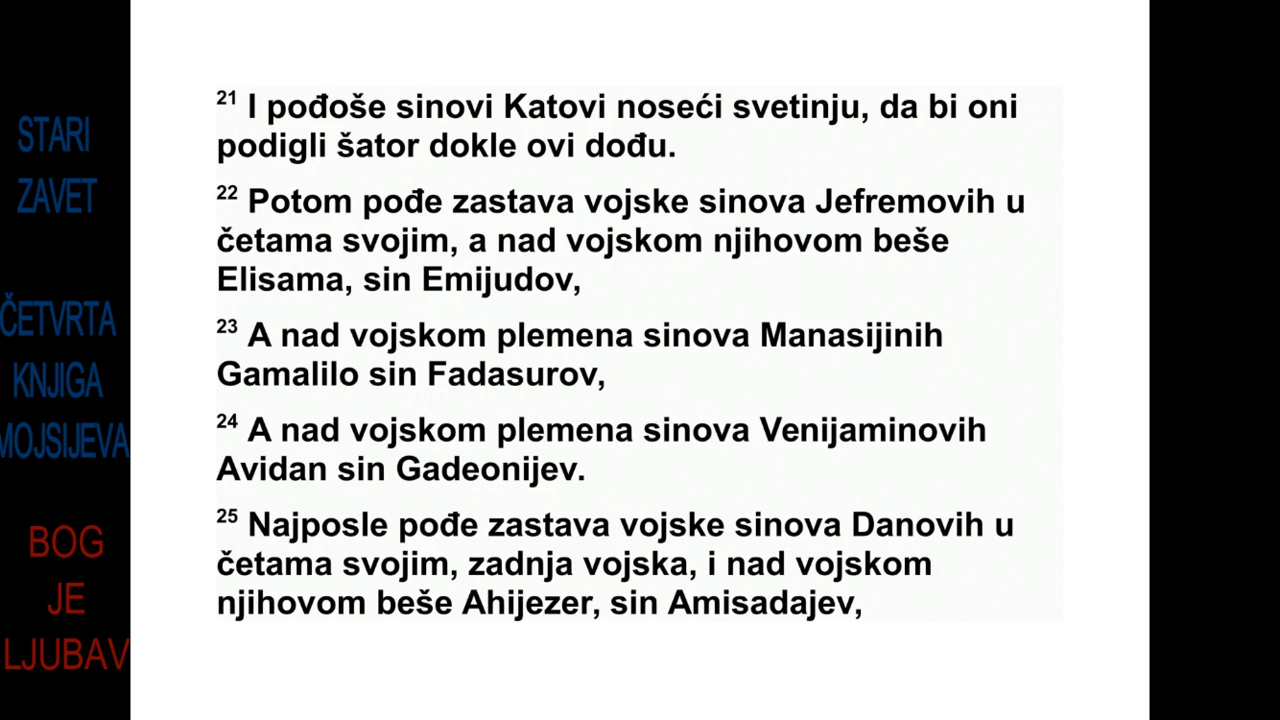 STARI
ZAVET
ČETVRTA
KNJIGA
MOJSIJEVA
BOG
JE
LJUBAV
21 I pođoše sinovi Katovi noseći svetinju, da bi oni
podigli šator dokle ovi dođu.
22 Potom pođe zastava vojske sinova Jefremovih u
četama svojim, a nad vojskom njihovom beše
Elisama, sin Emijudov,
23 A nad vojskom plemena sinova Manasijinih
Gamalilo sin Fadasurov,
24 A nad vojskom plemena sinova Venijaminovih
Avidan sin Gadeonijev.
25 Najposle pođe zastava vojske sinova Danovih u
četama svojim, zadnja vojska, i nad vojskom
njihovom beše Ahijezer, sin Amisadajev,